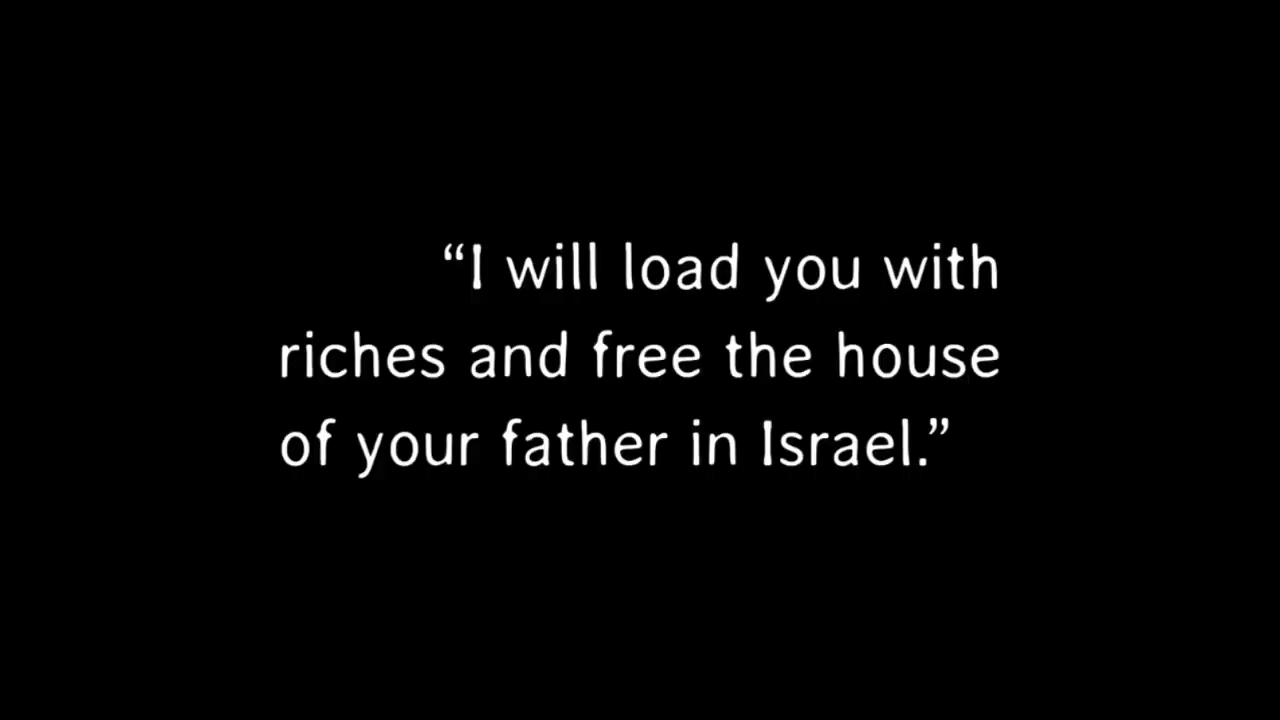 “I will load you with
riches and free the house
of your father in Israel.”